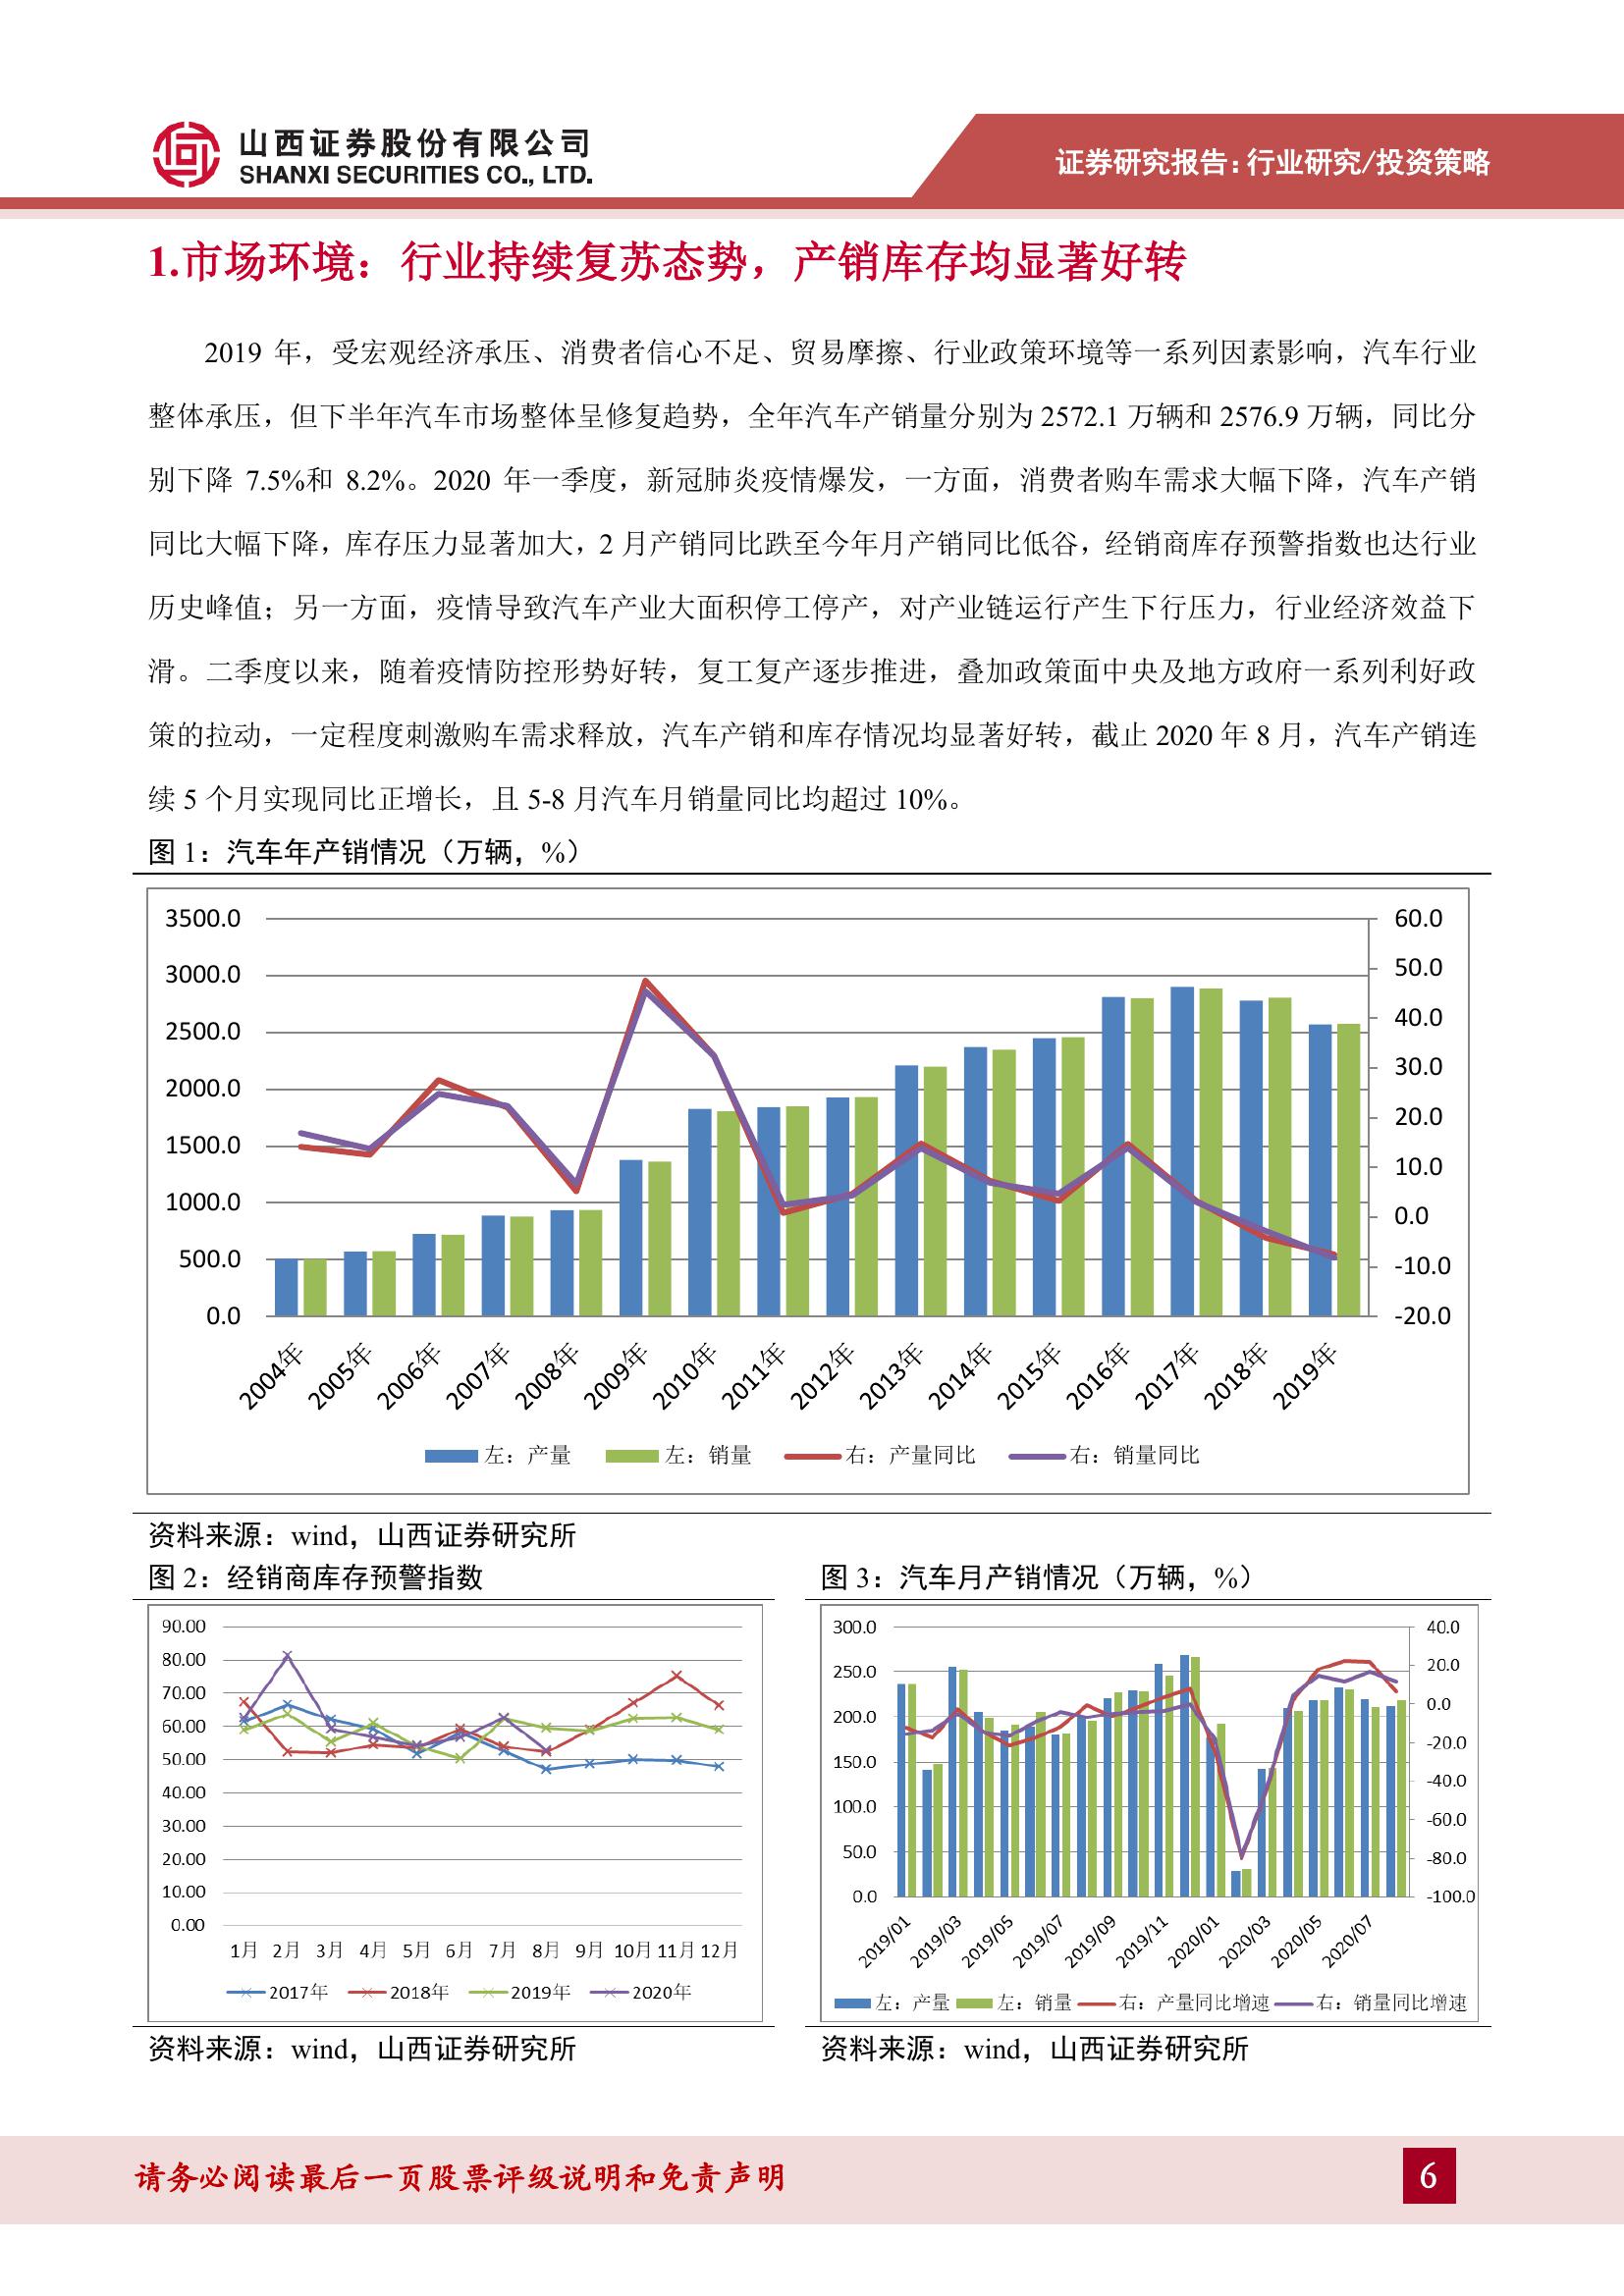 山西证券股份有限公司
SHANXI SECURITIES CO., LTD.
证券研究报告:行业研究/投资策略
1.市场环境：行业持续复苏态势，产销库存均显著好转
2019 年，受宏观经济承压、消费者信心不足、贸易摩擦、行业政策环境等一系列因素影响，汽车行业
整体承压，但下半年汽车市场整体呈修复趋势，全年汽车产销量分别为 2572.1 万辆和 2576.9 万辆，同比分
别下降 7.5%和 8.2%。2020 年一季度，新冠肺炎疫情爆发，一方面，消费者购车需求大幅下降，汽车产销
同比大幅下降，库存压力显著加大，2 月产销同比跌至今年月产销同比低谷，经销商库存预警指数也达行业
历史峰值；另一方面，疫情导致汽车产业大面积停工停产，对产业链运行产生下行压力，行业经济效益下
滑。二季度以来，随着疫情防控形势好转，复工复产逐步推进，叠加政策面中央及地方政府一系列利好政
策的拉动，一定程度刺激购车需求释放，汽车产销和库存情况均显著好转，截止 2020 年 8 月，汽车产销连
续 5 个月实现同比正增长，且 5-8 月汽车月销量同比均超过 10%。
图 1：汽车年产销情况（万辆，%）
3500.0
3000.0
2500.0
2000.0
1500.0
1000.0
500.0
0.0
60.0
50.0
40.0
30.0
20.0
10.0
0.0
-10.0
-20.0
2004年 2005年 2006年 2007年 2008年 2009年 2010年 2011年 2012年 2013年 2014年 2015年 2016年 2017年 2018年 2019年
左：产量 左：销量 右：产量同比 右：销量同比
资料来源：wind，山西证券研究所
图 2：经销商库存预警指数
90.00
80.00
70.00
60.00
50.00
40.00
30.00
20.00
10.00
0.00
1月 2月 3月 4月 5月 6月 7月 8月 9月 10月 11月 12月
2017年 2018年 2019年 2020年
资料来源：wind，山西证券研究所
图 3：汽车月产销情况（万辆，%）
300.0
250.0
200.0
150.0
100.0
50.0
0.0
40.0
20.0
0.0
-20.0
-40.0
-60.0
-80.0
-100.0
2019/01 2019/03 2019/05 2019/07 2019/09 2019/11 2020/01 2020/03 2020/05 2020/07
左：产量 左：销量 右：产量同比增速 右：销量同比增速
资料来源：wind，山西证券研究所
请务必阅读最后一页股票评级说明和免责声明
6